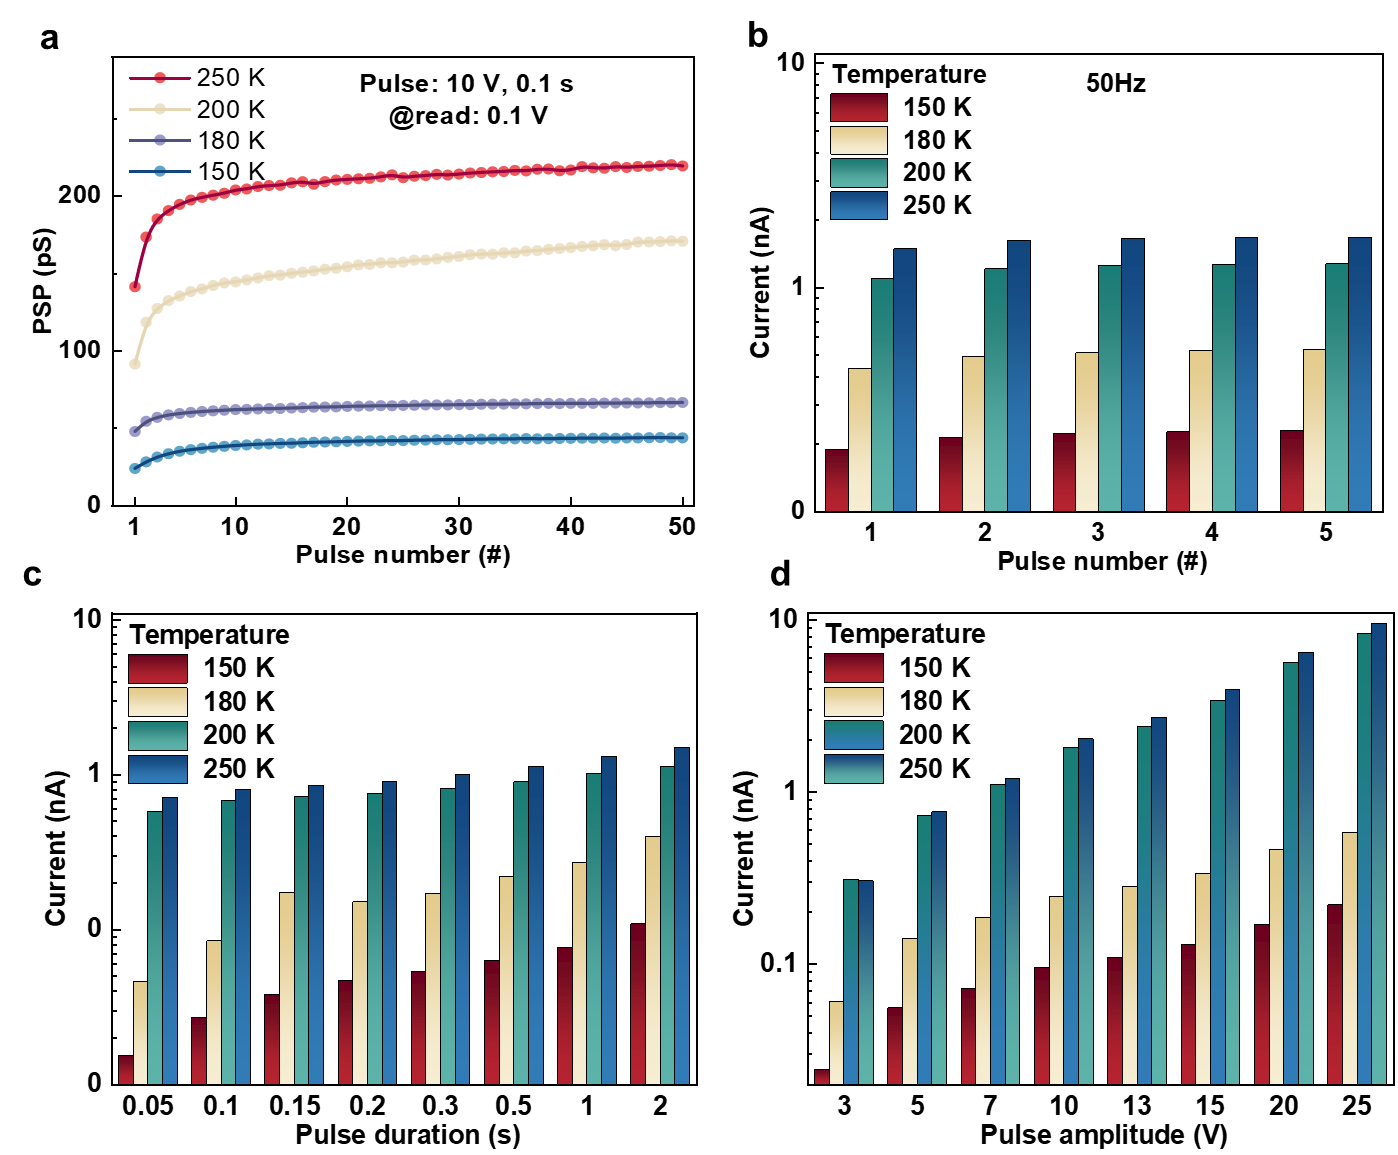 a
250 K
200 K
180 K
150 K
Pulse: 10 V, 0.1 s
@read: 0.1 V
PSP (pS)
200
100
0
1 10 20 30 40 50
Pulse number (#)
b
Temperature
150 K
180 K
200 K
250 K
50Hz
Current (nA)
10
1
0
1 2 3 4 5
Pulse number (#)
c
Temperature
150 K
180 K
200 K
250 K
Current (nA)
10
1
0
0
0.05 0.1 0.15 0.2 0.3 0.5 1 2
Pulse duration (s)
d
Temperature
150 K
180 K
200 K
250 K
Current (nA)
10
1
0.1
3 5 7 10 13 15 20 25
Pulse amplitude (V)